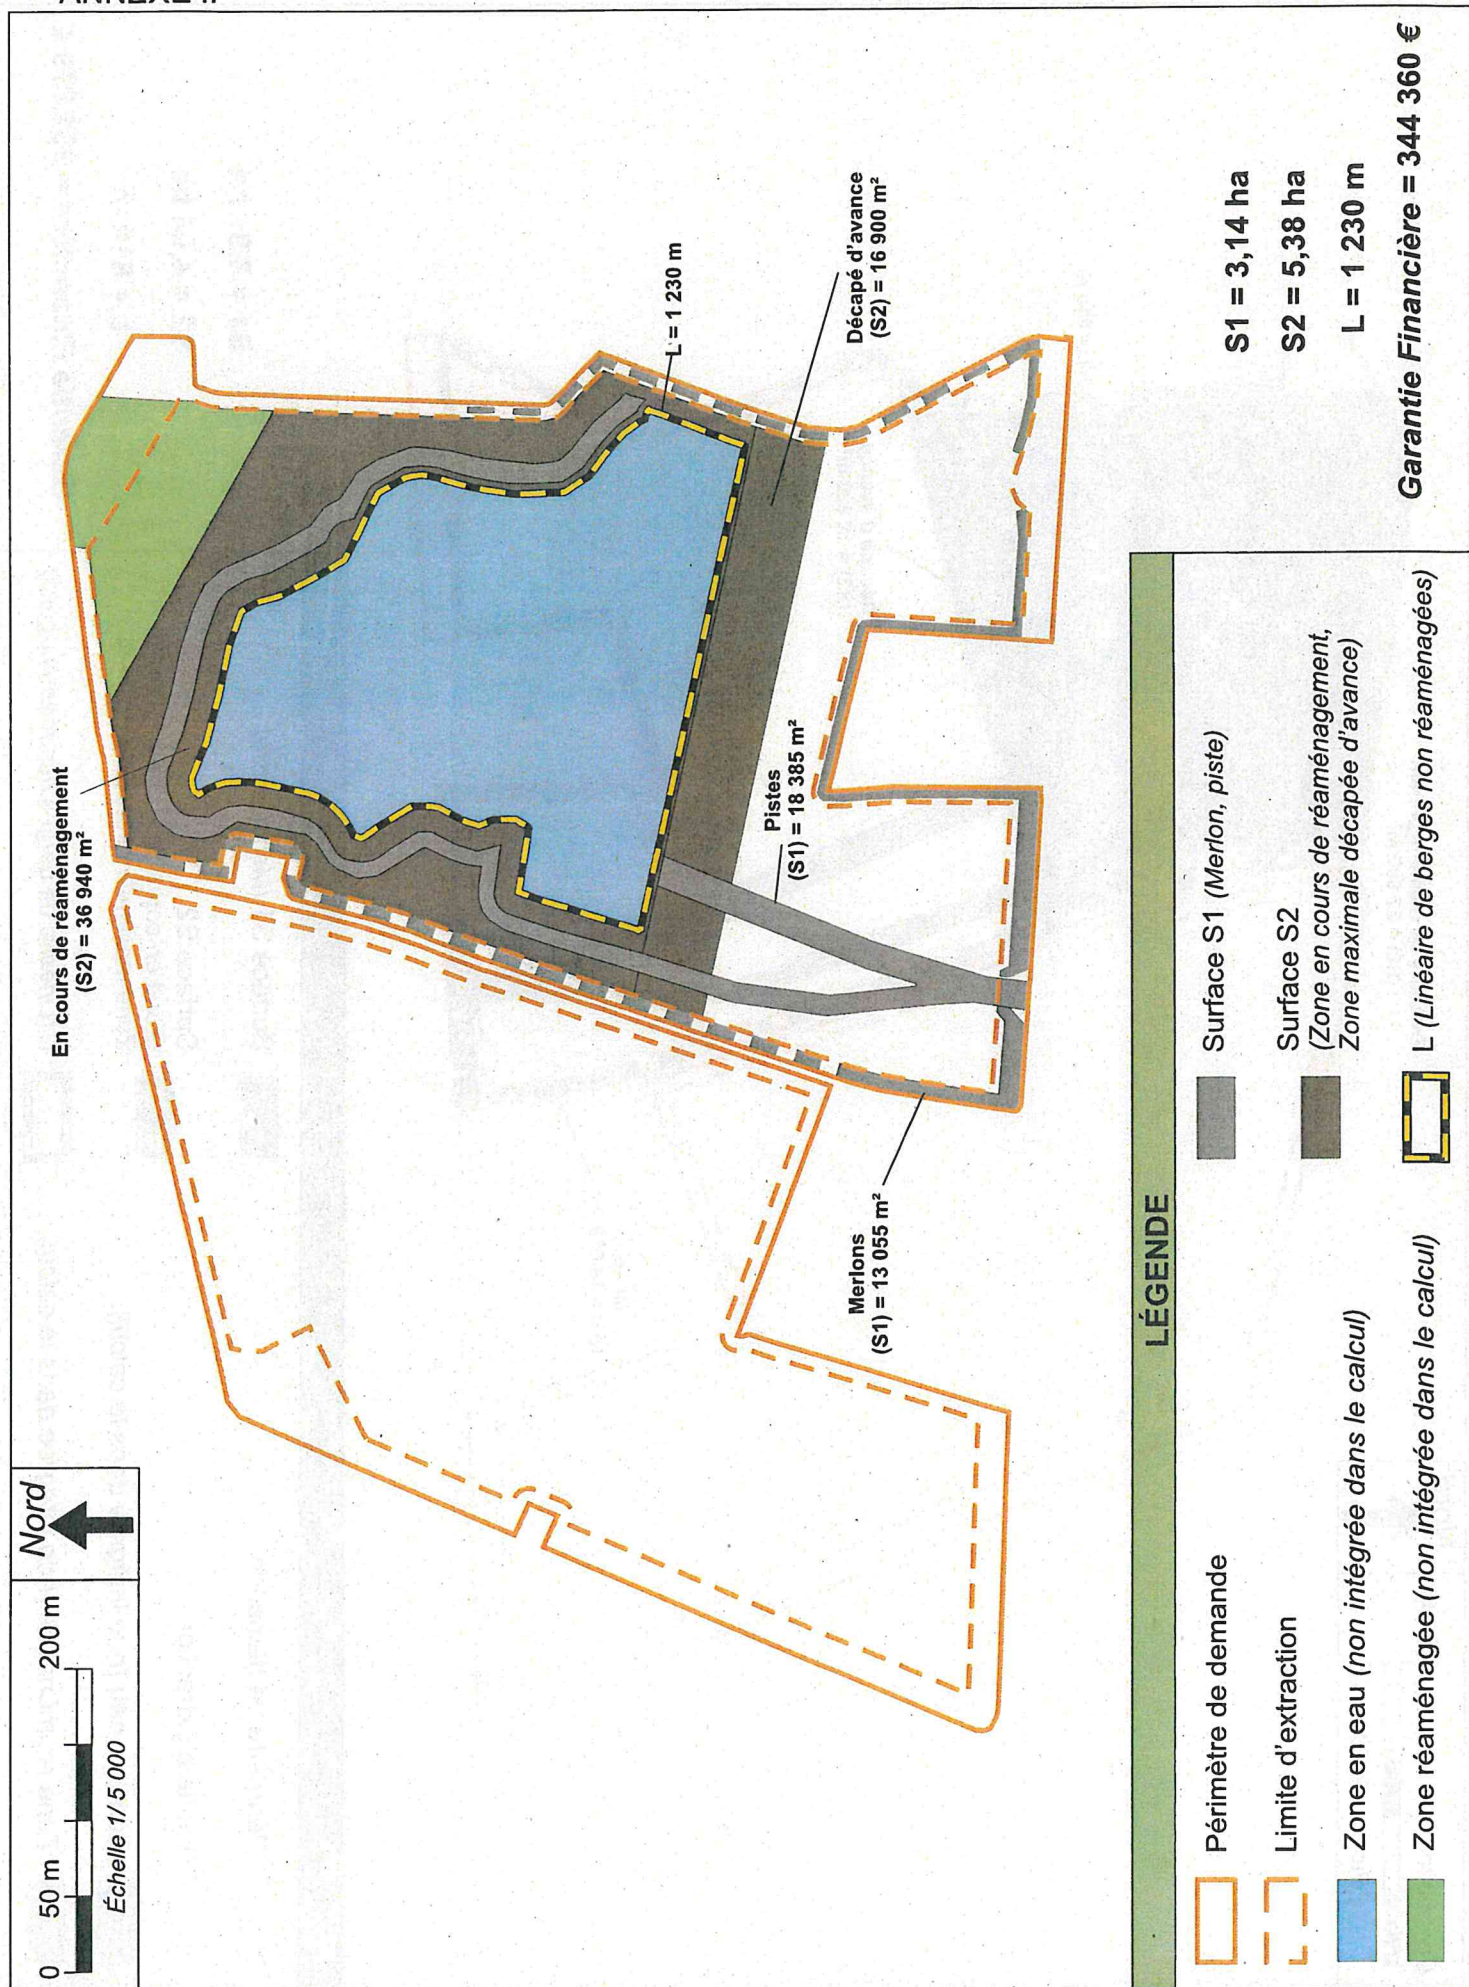 0 50 m 200 m
Échelle 1/ 5 000
Nord
En cours de réaménagement
(S2) = 36 940 m²
L = 1 230 m
Décapé d'avance
(S2) = 16 900 m²
Pistes
(S1) = 18 385 m²
Merlons
(S1) = 13 055 m²
S1 = 3,14 ha
S2 = 5,38 ha
L = 1 230 m
Garantie Financière = 344 360 €
LÉGENDE
Périmètre de demande
Limite d'extraction
Zone en eau (non intégrée dans le calcul)
Zone réaménagée (non intégrée dans le calcul)
Surface S1 (Merlon, piste)
Surface S2
(Zone en cours de réaménagement,
Zone maximale décapée d'avance)
L (Linéaire de berges non réaménagées)